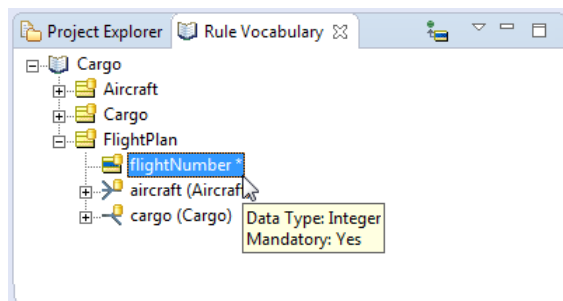 Project Explorer Rule Vocabulary
Cargo
Aircraft
Cargo
FlightPlan
flightNumber *
aircraft (Aircraf
cargo (Cargo)
Data Type: Integer
Mandatory: Yes